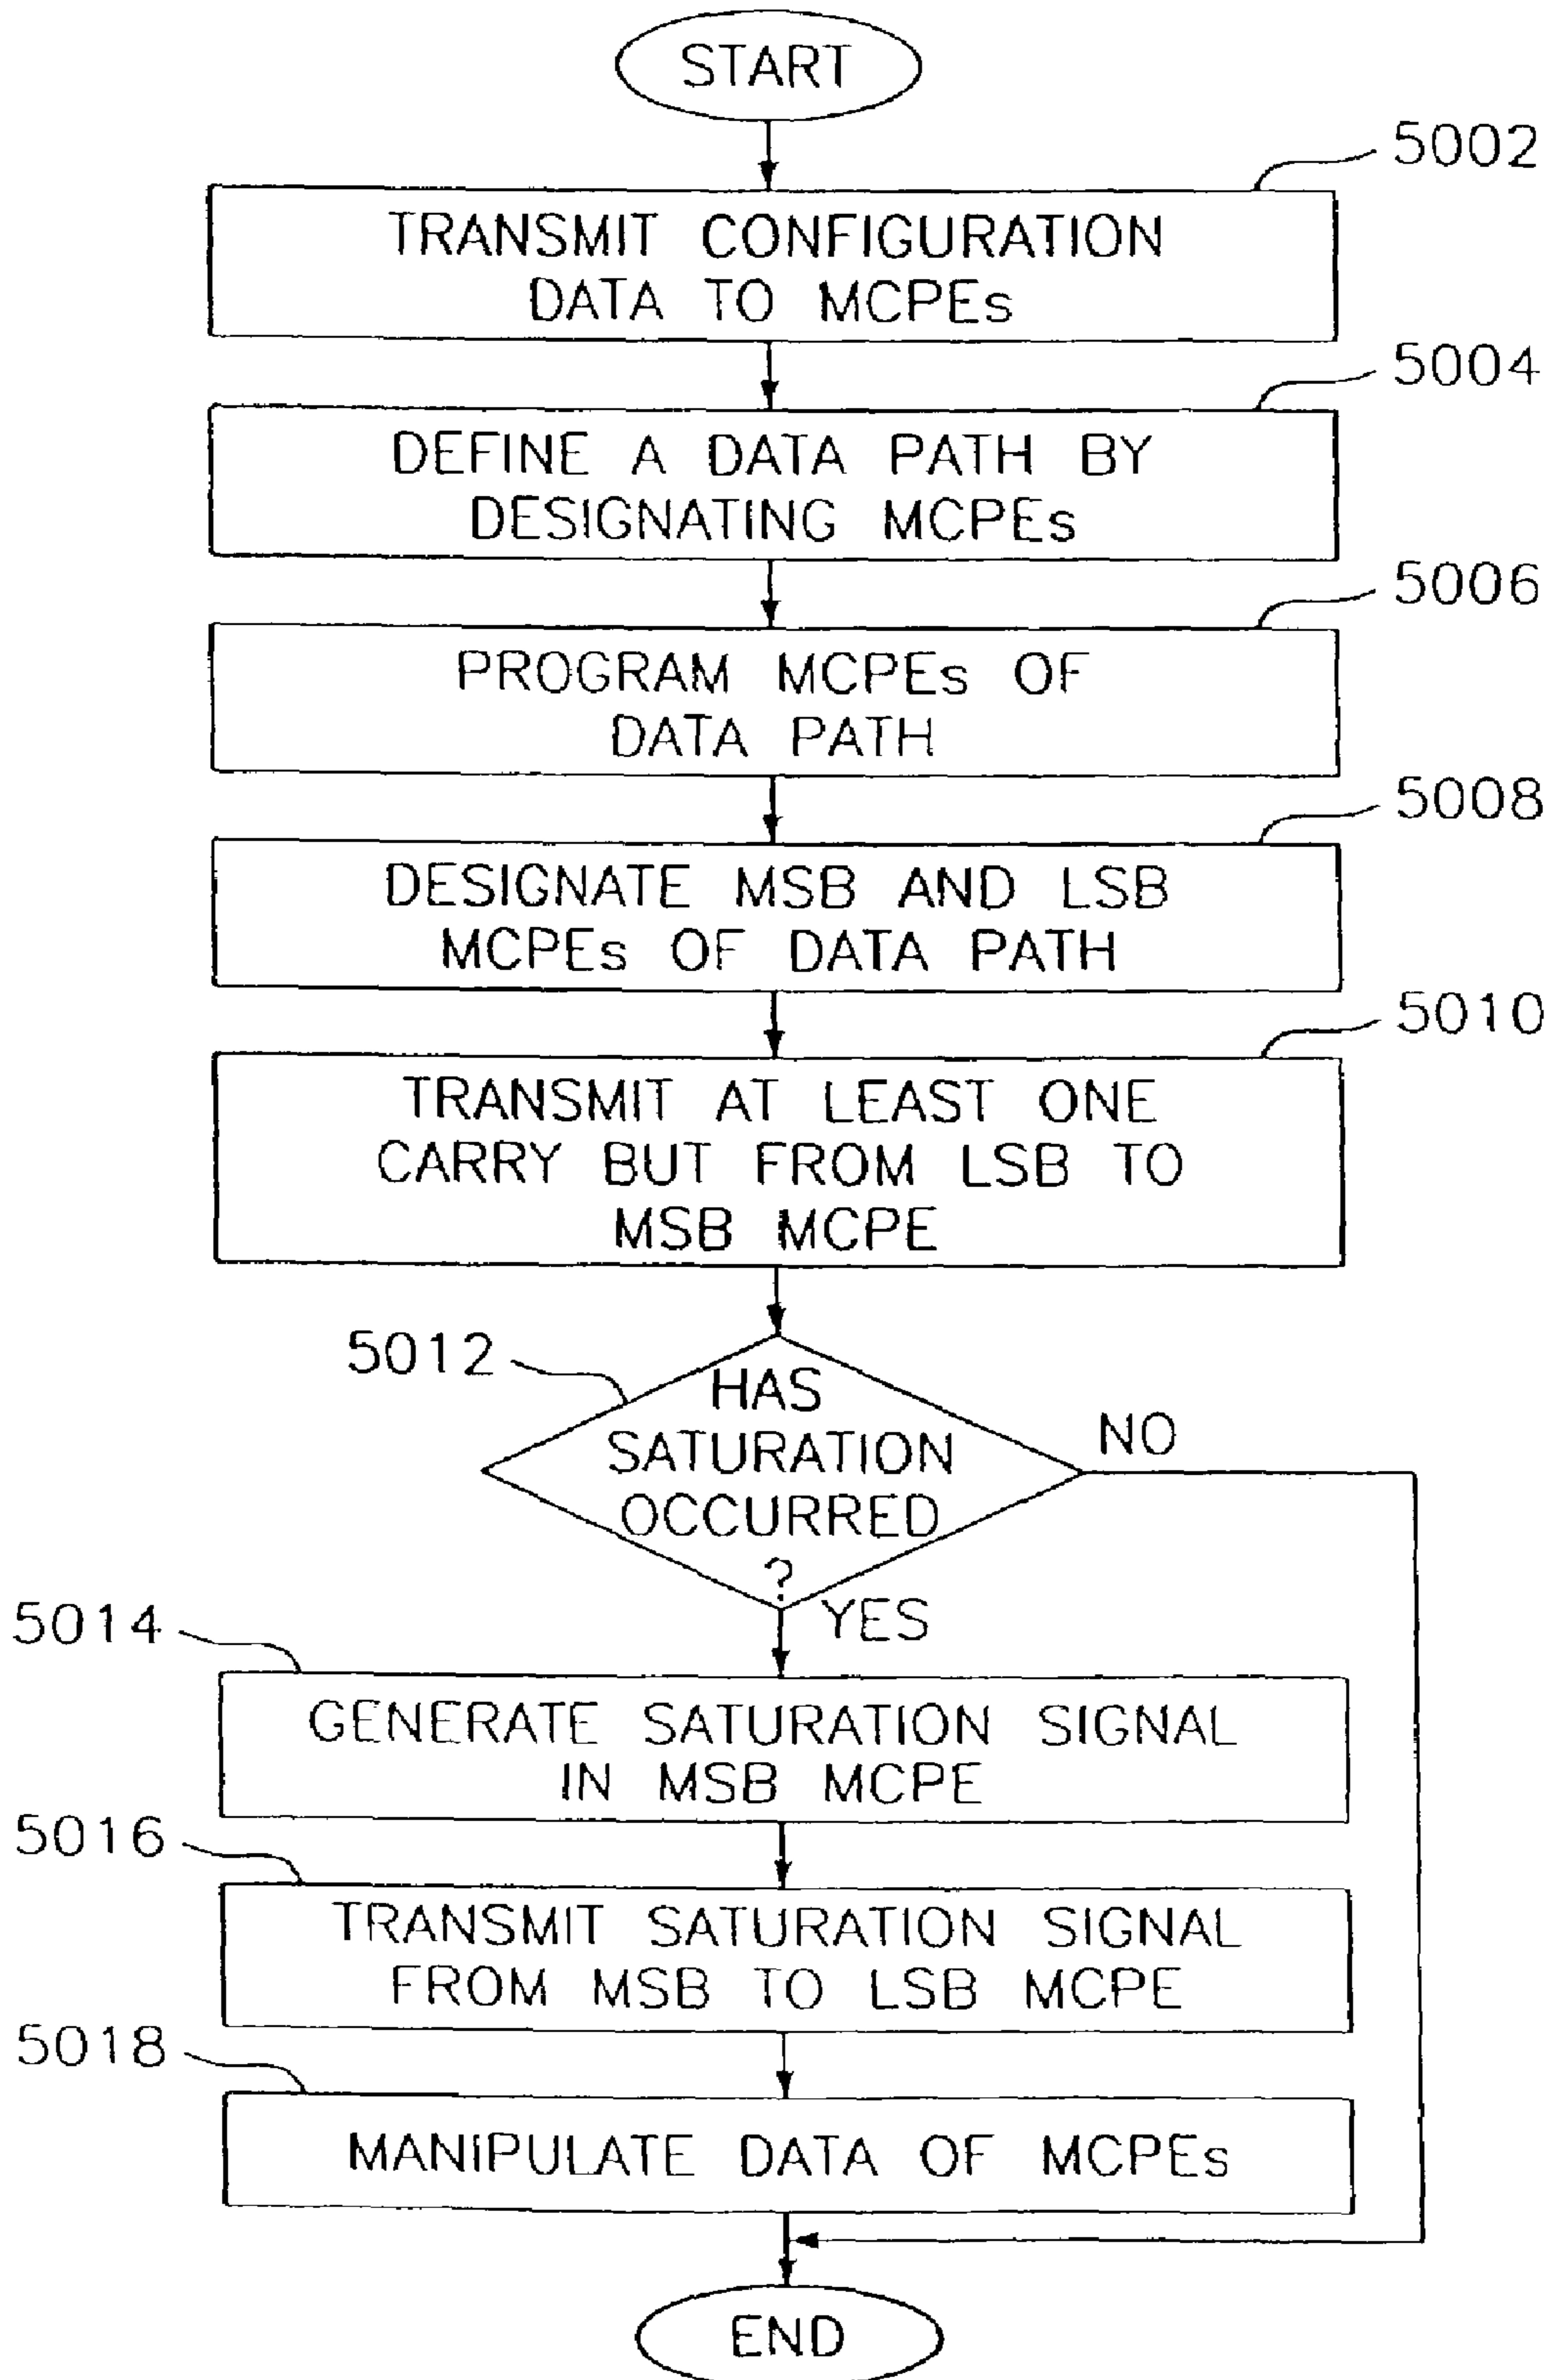 START
5002
TRANSMIT CONFIGURATION
DATA TO MCPEs
5004
DEFINE A DATA PATH BY
DESIGNATING MCPEs
5006
PROGRAM MCPEs OF
DATA PATH
5008
DESIGNATE MSB AND LSB
MCPEs OF DATA PATH
5010
TRANSMIT AT LEAST ONE
CARRY BUT FROM LSB TO
MSB MCPE
5012
HAS
SATURATION
OCCURRED
?
NO
YES
5014
GENERATE SATURATION SIGNAL
IN MSB MCPE
5016
TRANSMIT SATURATION SIGNAL
FROM MSB TO LSB MCPE
5018
MANIPULATE DATA OF MCPEs
END